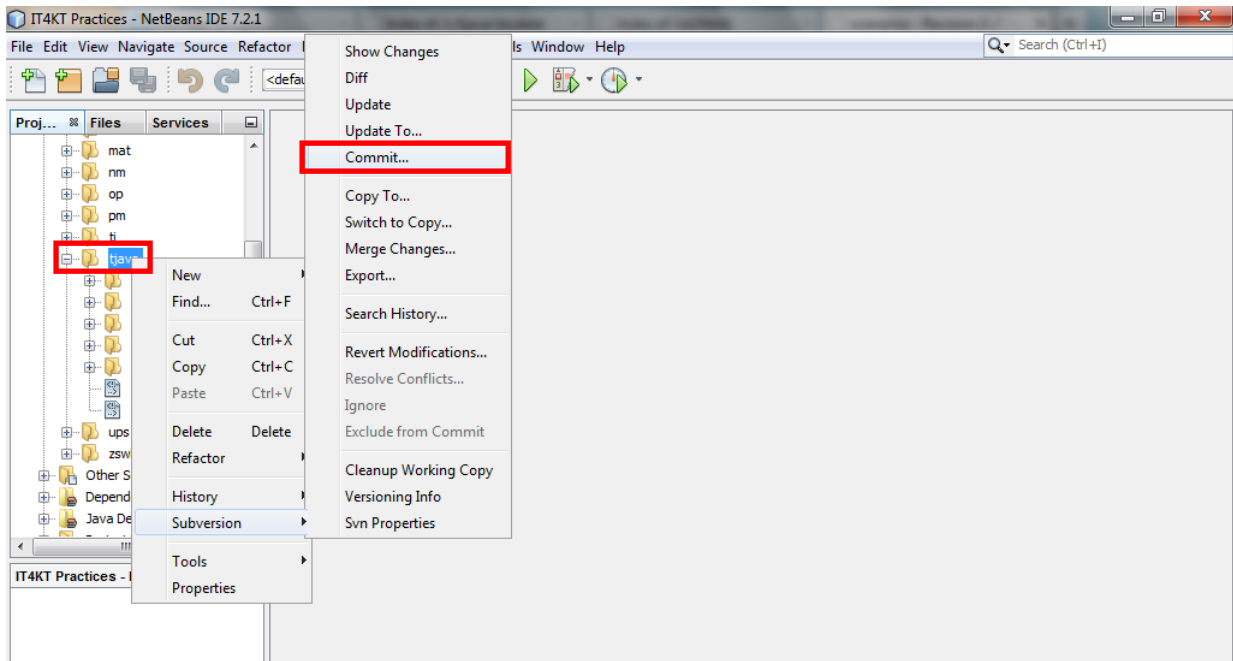 IT4KT Practices - NetBeans IDE 7.2.1
File Edit View Navigate Source Refactor ls Window Help
Search (Ctrl+I)
<defau
Proj... Files Services
mat
nm
op
pm
ti
tjava
ups
zsw
Other S
Depend
Java De
IT4KT Practices -
New
Find... Ctrl+F
Cut Ctrl+X
Copy Ctrl+C
Paste Ctrl+V
Delete Delete
Refactor
History
Subversion
Tools
Properties
Show Changes
Diff
Update
Update To...
Commit...
Copy To...
Switch to Copy...
Merge Changes...
Export...
Search History...
Revert Modifications...
Resolve Conflicts...
Ignore
Exclude from Commit
Cleanup Working Copy
Versioning Info
Svn Properties